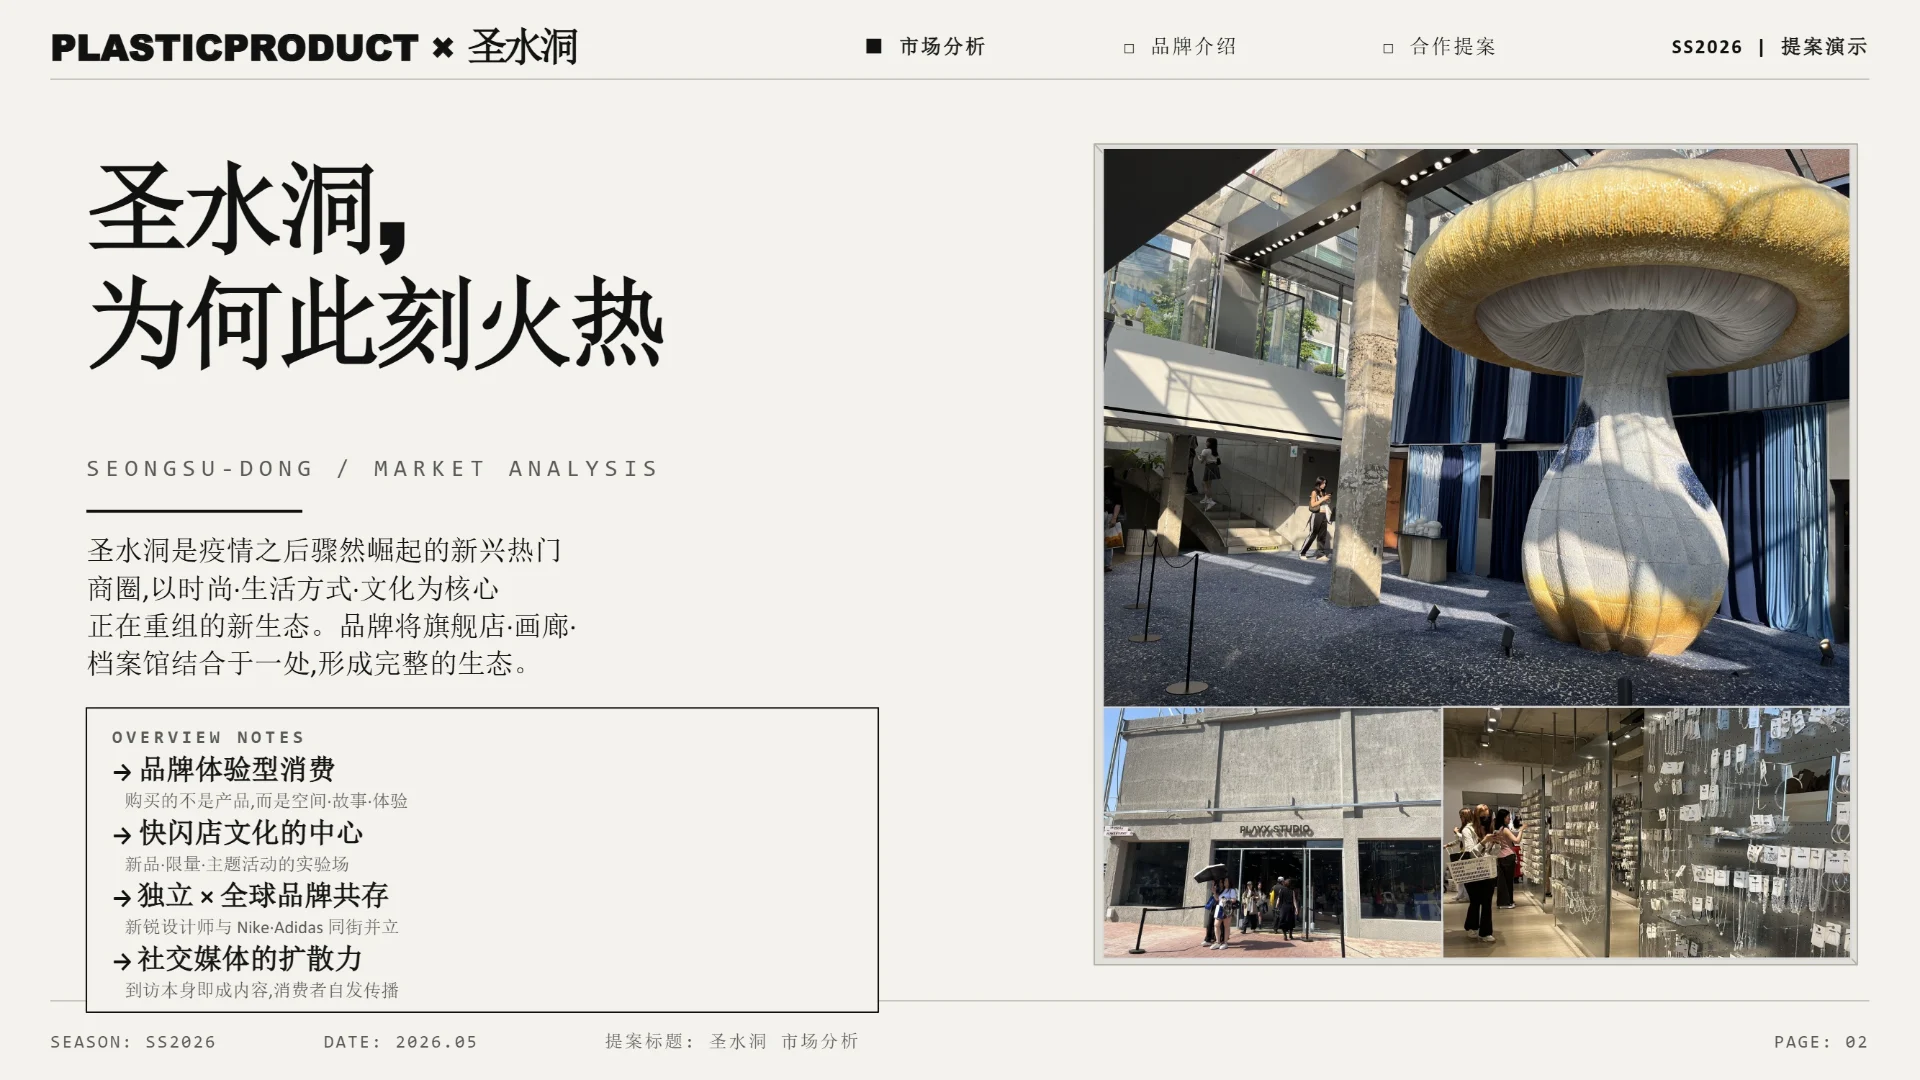 PLASTICPRODUCT × 圣水洞
■ 市场分析
□ 品牌介绍
□ 合作提案
SS2026 | 提案演示
圣水洞,
为何此刻火热
SEONGSU-DONG / MARKET ANALYSIS
圣水洞是疫情之后骤然崛起的新兴热门
商圈,以时尚·生活方式·文化为核心
正在重组的新生态。品牌将旗舰店·画廊·
档案馆结合于一处,形成完整的生态。
OVERVIEW NOTES
→ 品牌体验型消费
购买的不是产品,而是空间·故事·体验
→ 快闪店文化的中心
新品·限量·主题活动的实验场
→ 独立 × 全球品牌共存
新锐设计师与 Nike·Adidas 同街并立
→ 社交媒体的扩散力
到访本身即成内容,消费者自发传播
PLAYX STUDIO
SEASON: SS2026
DATE: 2026.05
提案标题: 圣水洞 市场分析
PAGE: 02